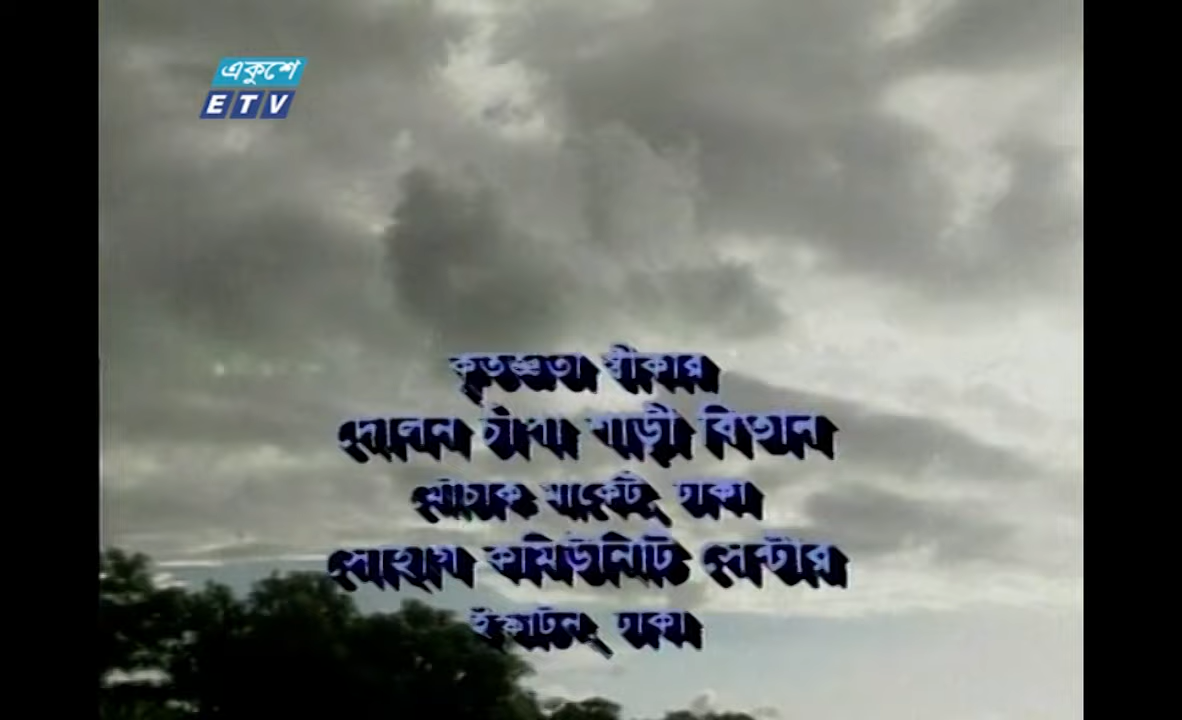 একুশে
ETV
কৃতজ্ঞতা স্বীকার
দোলন চাঁপা শাড়ী বিতান
মৌচাক মার্কেট, ঢাকা
সোহাগ কমিউনিটি সেন্টার
ইস্কাটন, ঢাকা